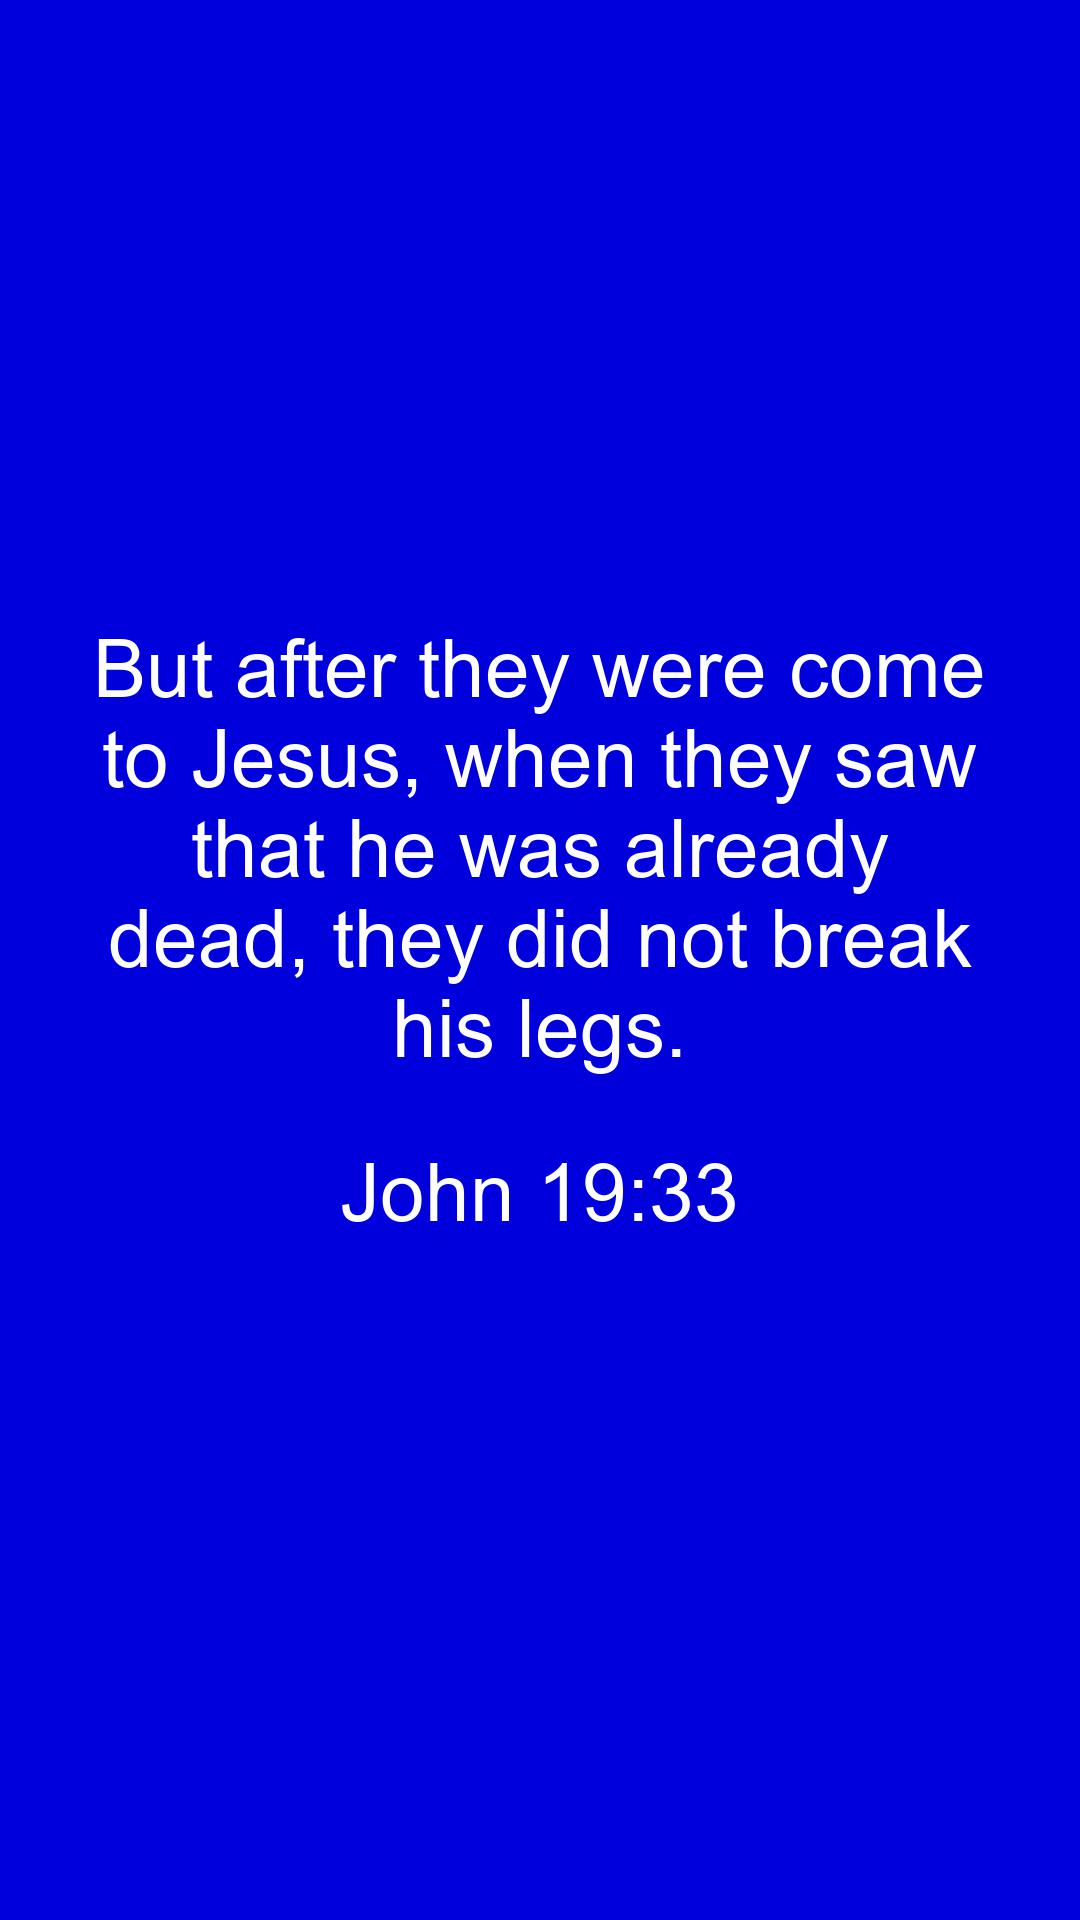 But after they were come
to Jesus, when they saw
that he was already
dead, they did not break
his legs.
John 19:33